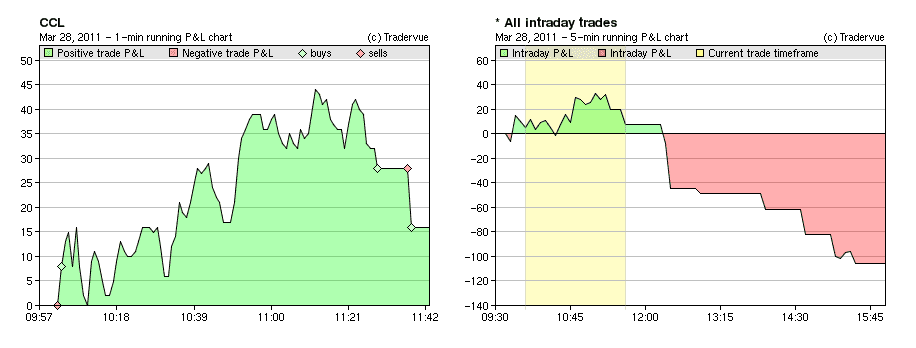 CCL
Mar 28, 2011 - 1-min running P&L chart (c) Tradervue
Positive trade P&L Negative trade P&L buys sells
50
45
40
35
30
25
20
15
10
5
0
09:57 10:18 10:39 11:00 11:21 11:42
* All intraday trades
Mar 28, 2011 - 5-min running P&L chart (c) Tradervue
Intraday P&L Intraday P&L Current trade timeframe
60
40
20
0
-20
-40
-60
-80
-100
-120
-140
09:30 10:45 12:00 13:15 14:30 15:45